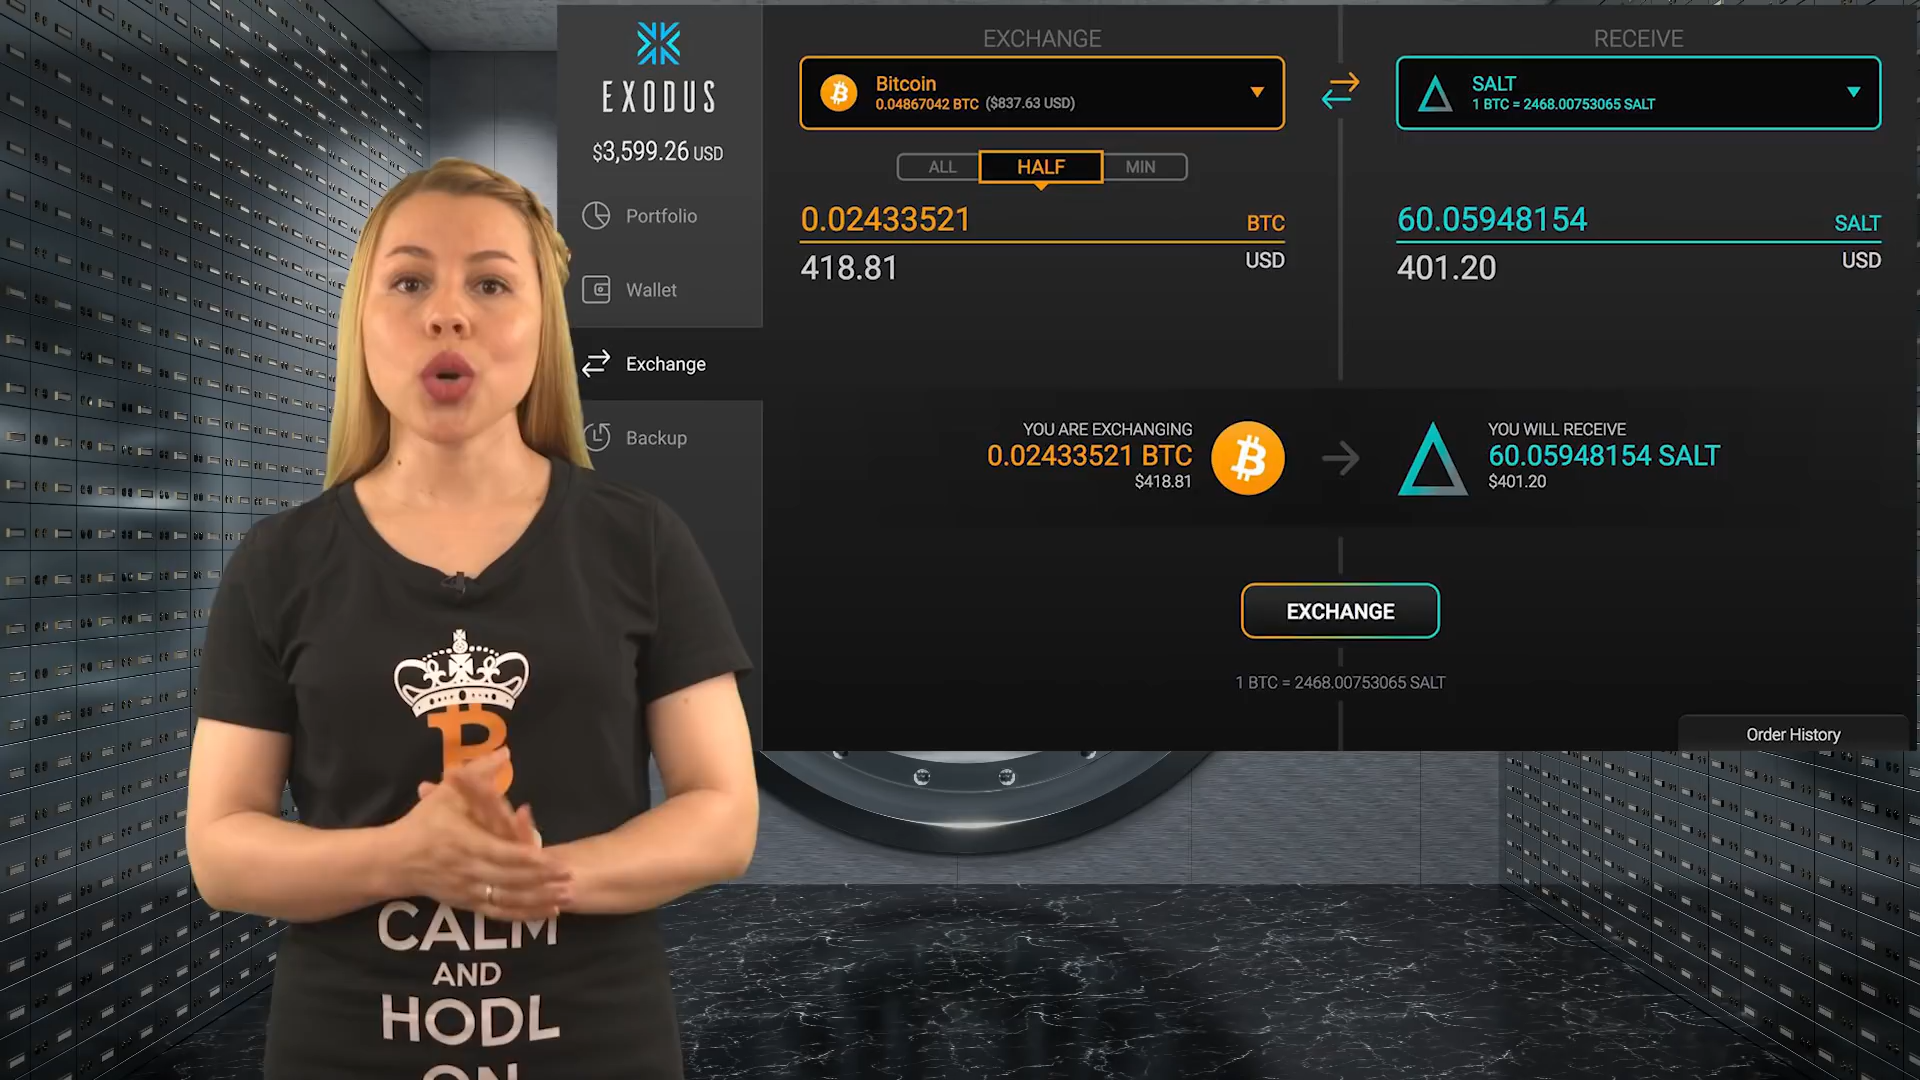 EXODUS
$3,599.26 USD
Portfolio
Wallet
Exchange
Backup
EXCHANGE
Bitcoin
0.04867042 BTC ($837.63 USD)
ALL HALF MIN
0.02433521 BTC
418.81 USD
RECEIVE
SALT
1 BTC = 2468.00753065 SALT
60.05948154 SALT
401.20 USD
YOU ARE EXCHANGING
0.02433521 BTC
$418.81
YOU WILL RECEIVE
60.05948154 SALT
$401.20
EXCHANGE
1 BTC = 2468.00753065 SALT
Order History
CALM
AND
HODL
ON